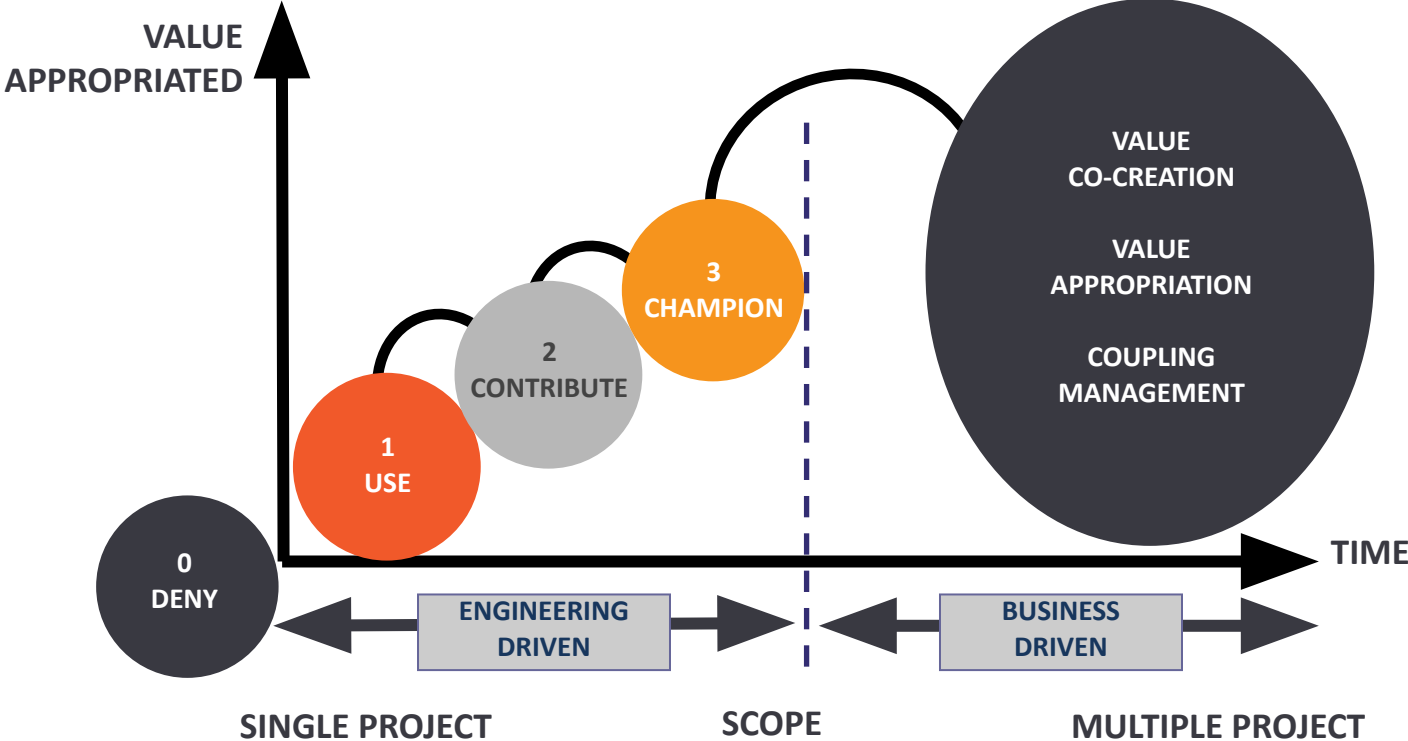 VALUE
APPROPRIATED
VALUE
CO-CREATION
VALUE
APPROPRIATION
COUPLING
MANAGEMENT
3
CHAMPION
2
CONTRIBUTE
1
USE
0
DENY
TIME
ENGINEERING
DRIVEN
BUSINESS
DRIVEN
SINGLE PROJECT
SCOPE
MULTIPLE PROJECT